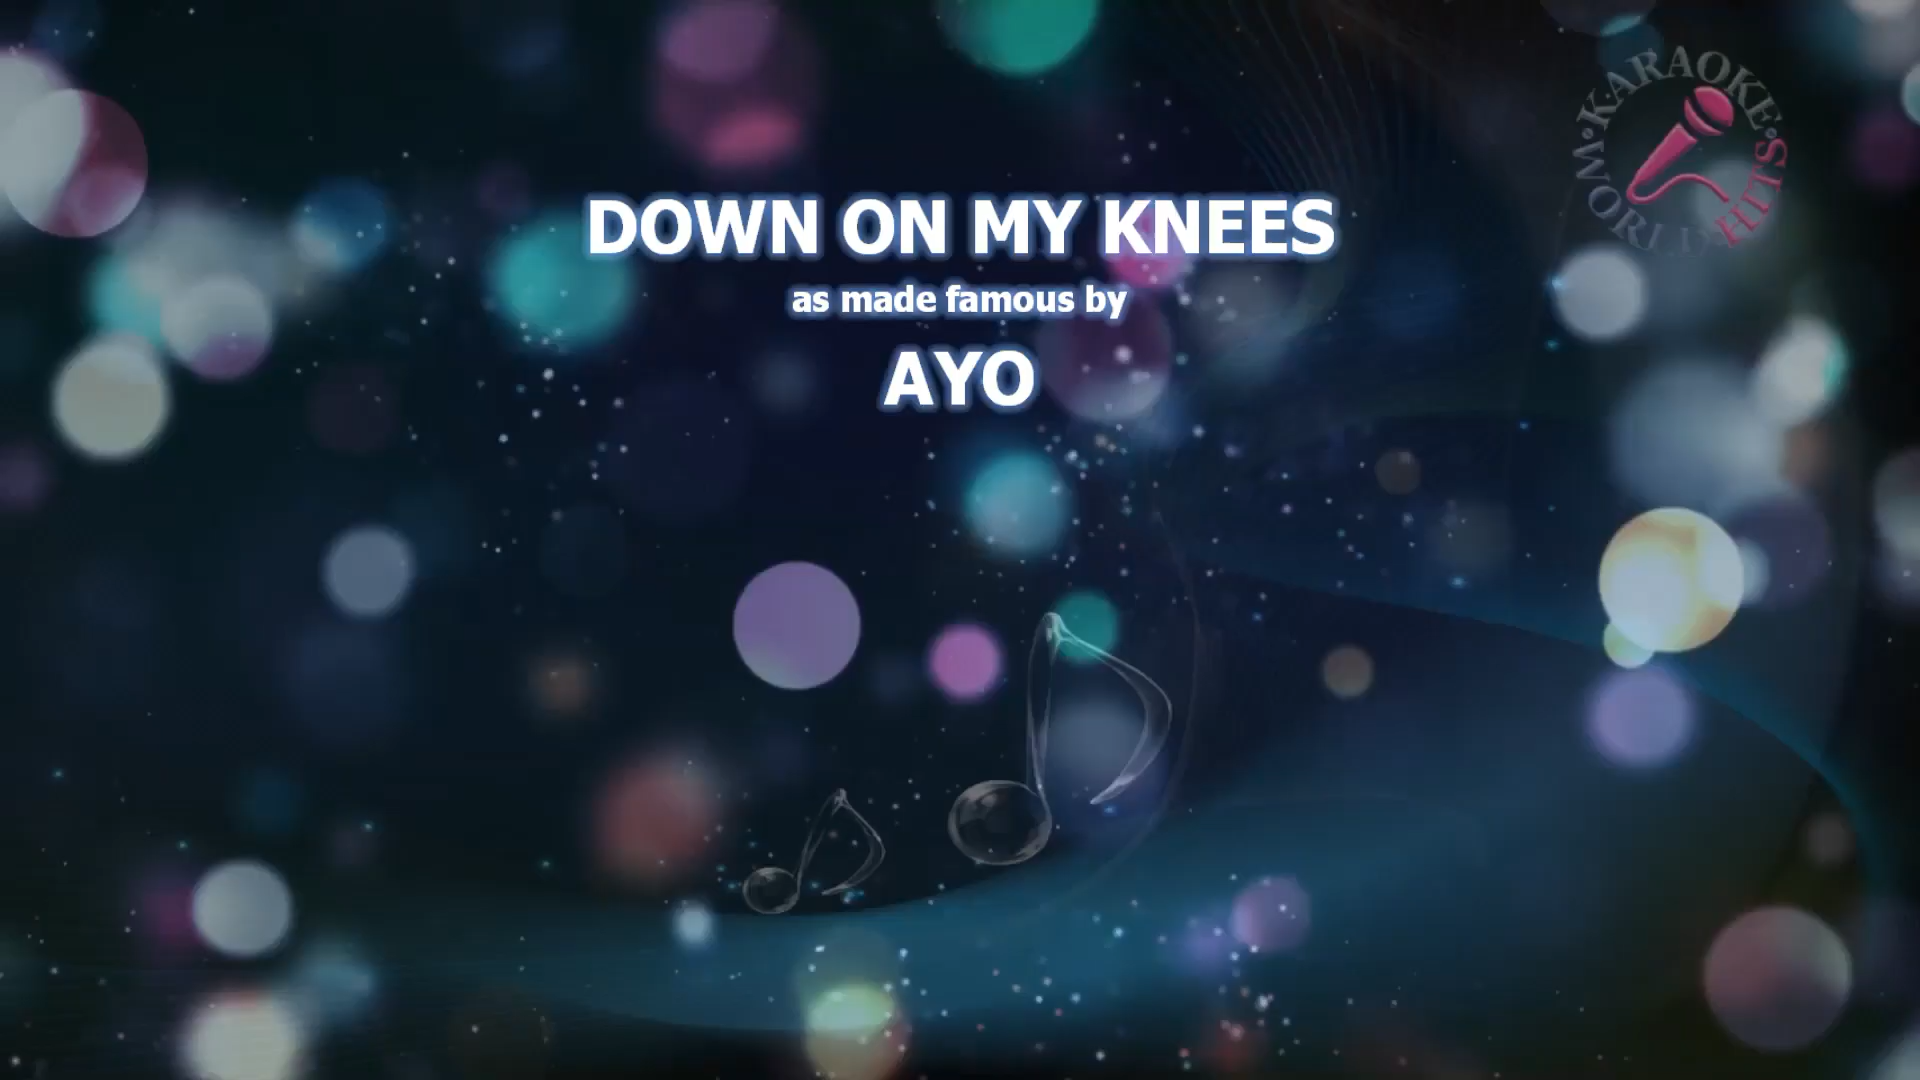 DOWN ON MY KNEES
as made famous by
AYO
KARAOKE
WORLD
HITS